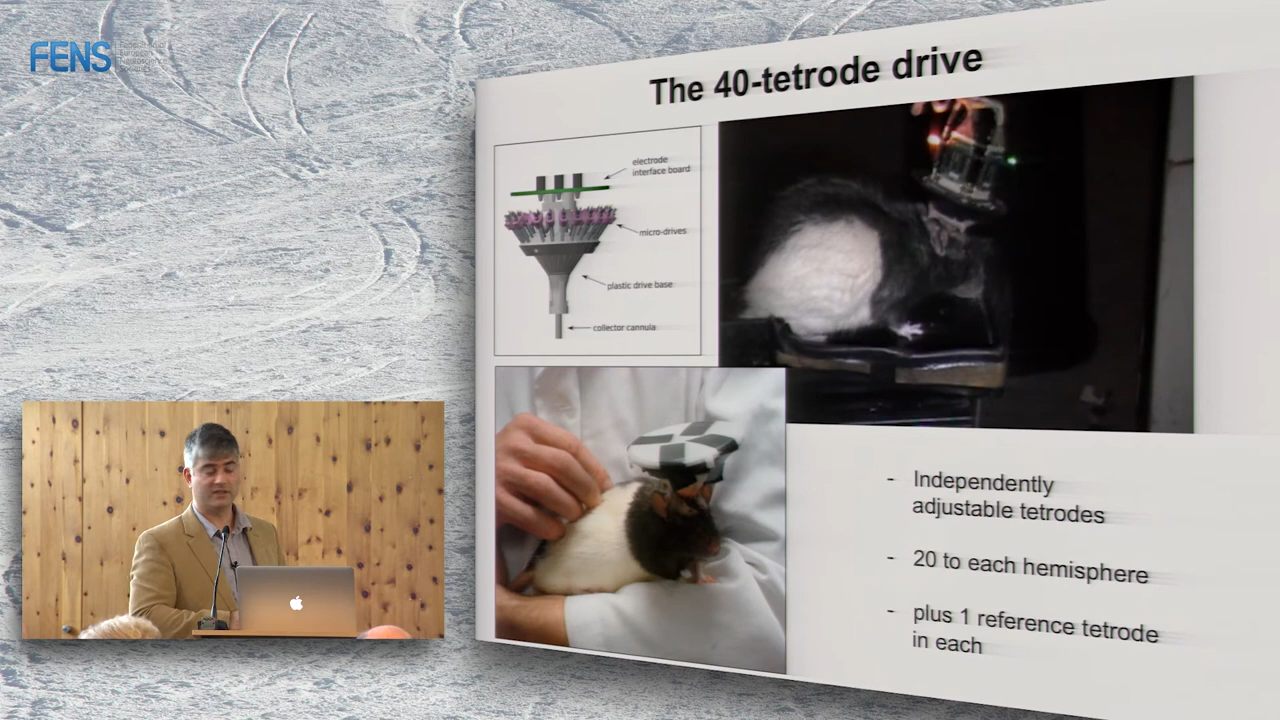 FENS
The 40-tetrode drive
electrode
interface board
micro-drives
plastic drive base
collector cannula
- Independently
adjustable tetrodes
- 20 to each hemisphere
- plus 1 reference tetrode
in each